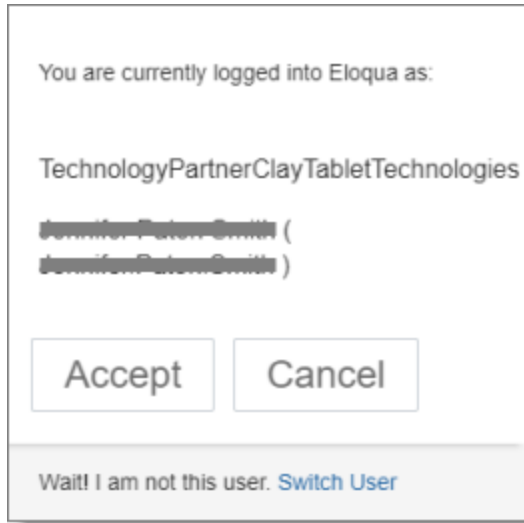 You are currently logged into Eloqua as:
TechnologyPartnerClayTabletTechnologies
(
)
Accept
Cancel
Wait! I am not this user. Switch User